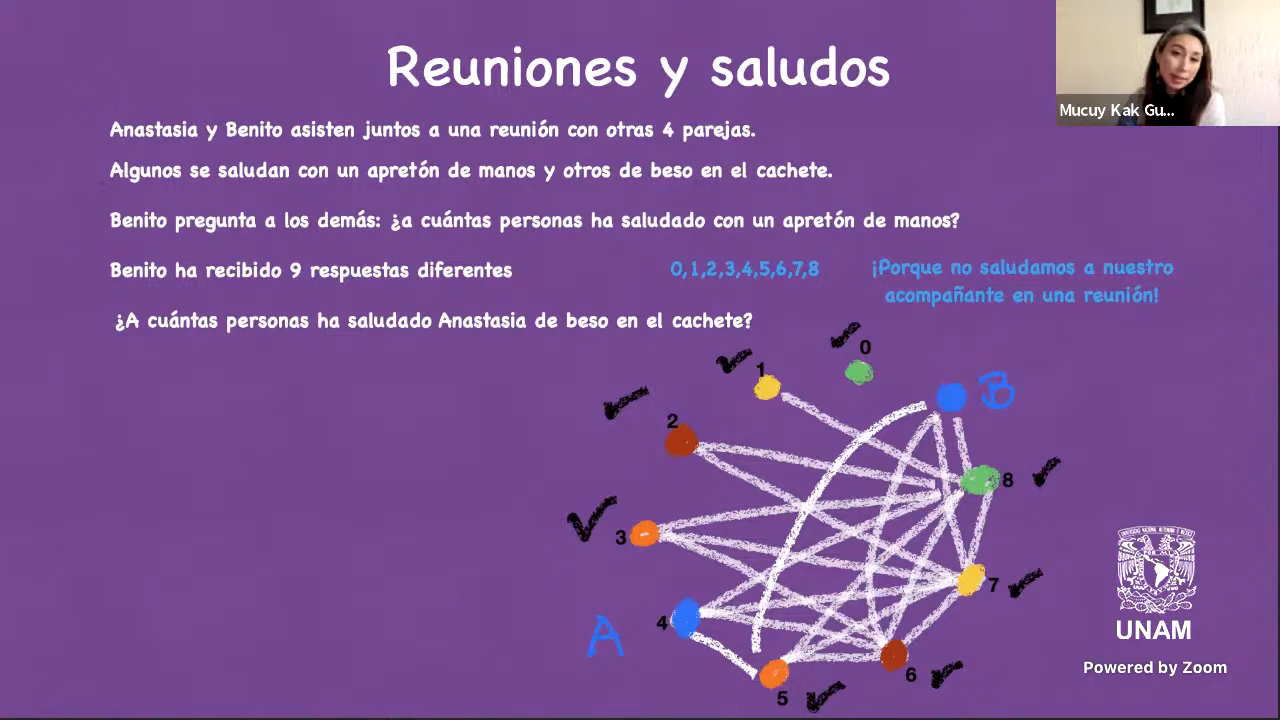 Reuniones y saludos
Mucuy Kak Gu...
Anastasia y Benito asisten juntos a una reunión con otras 4 parejas.
Algunos se saludan con un apretón de manos y otros de beso en el cachete.
Benito pregunta a los demás: ¿a cuántas personas ha saludado con un apretón de manos?
Benito ha recibido 9 respuestas diferentes
0,1,2,3,4,5,6,7,8
¡Porque no saludamos a nuestro
acompañante en una reunión!
¿A cuántas personas ha saludado Anastasia de beso en el cachete?
0
1
B
2
8
3
7
4
A
6
5
UNAM
Powered by Zoom